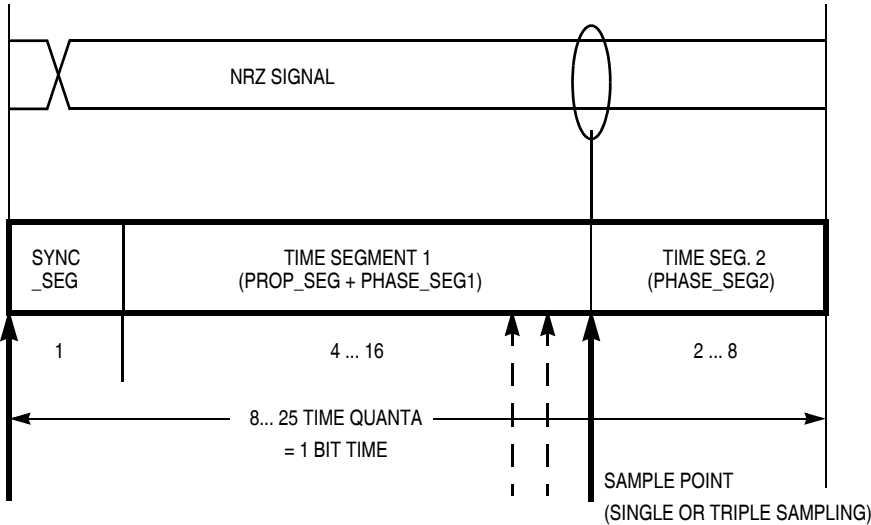 NRZ SIGNAL
SYNC
_SEG
TIME SEGMENT 1
(PROP_SEG + PHASE_SEG1)
TIME SEG. 2
(PHASE_SEG2)
1
4 ... 16
2 ... 8
8... 25 TIME QUANTA
= 1 BIT TIME
SAMPLE POINT
(SINGLE OR TRIPLE SAMPLING)